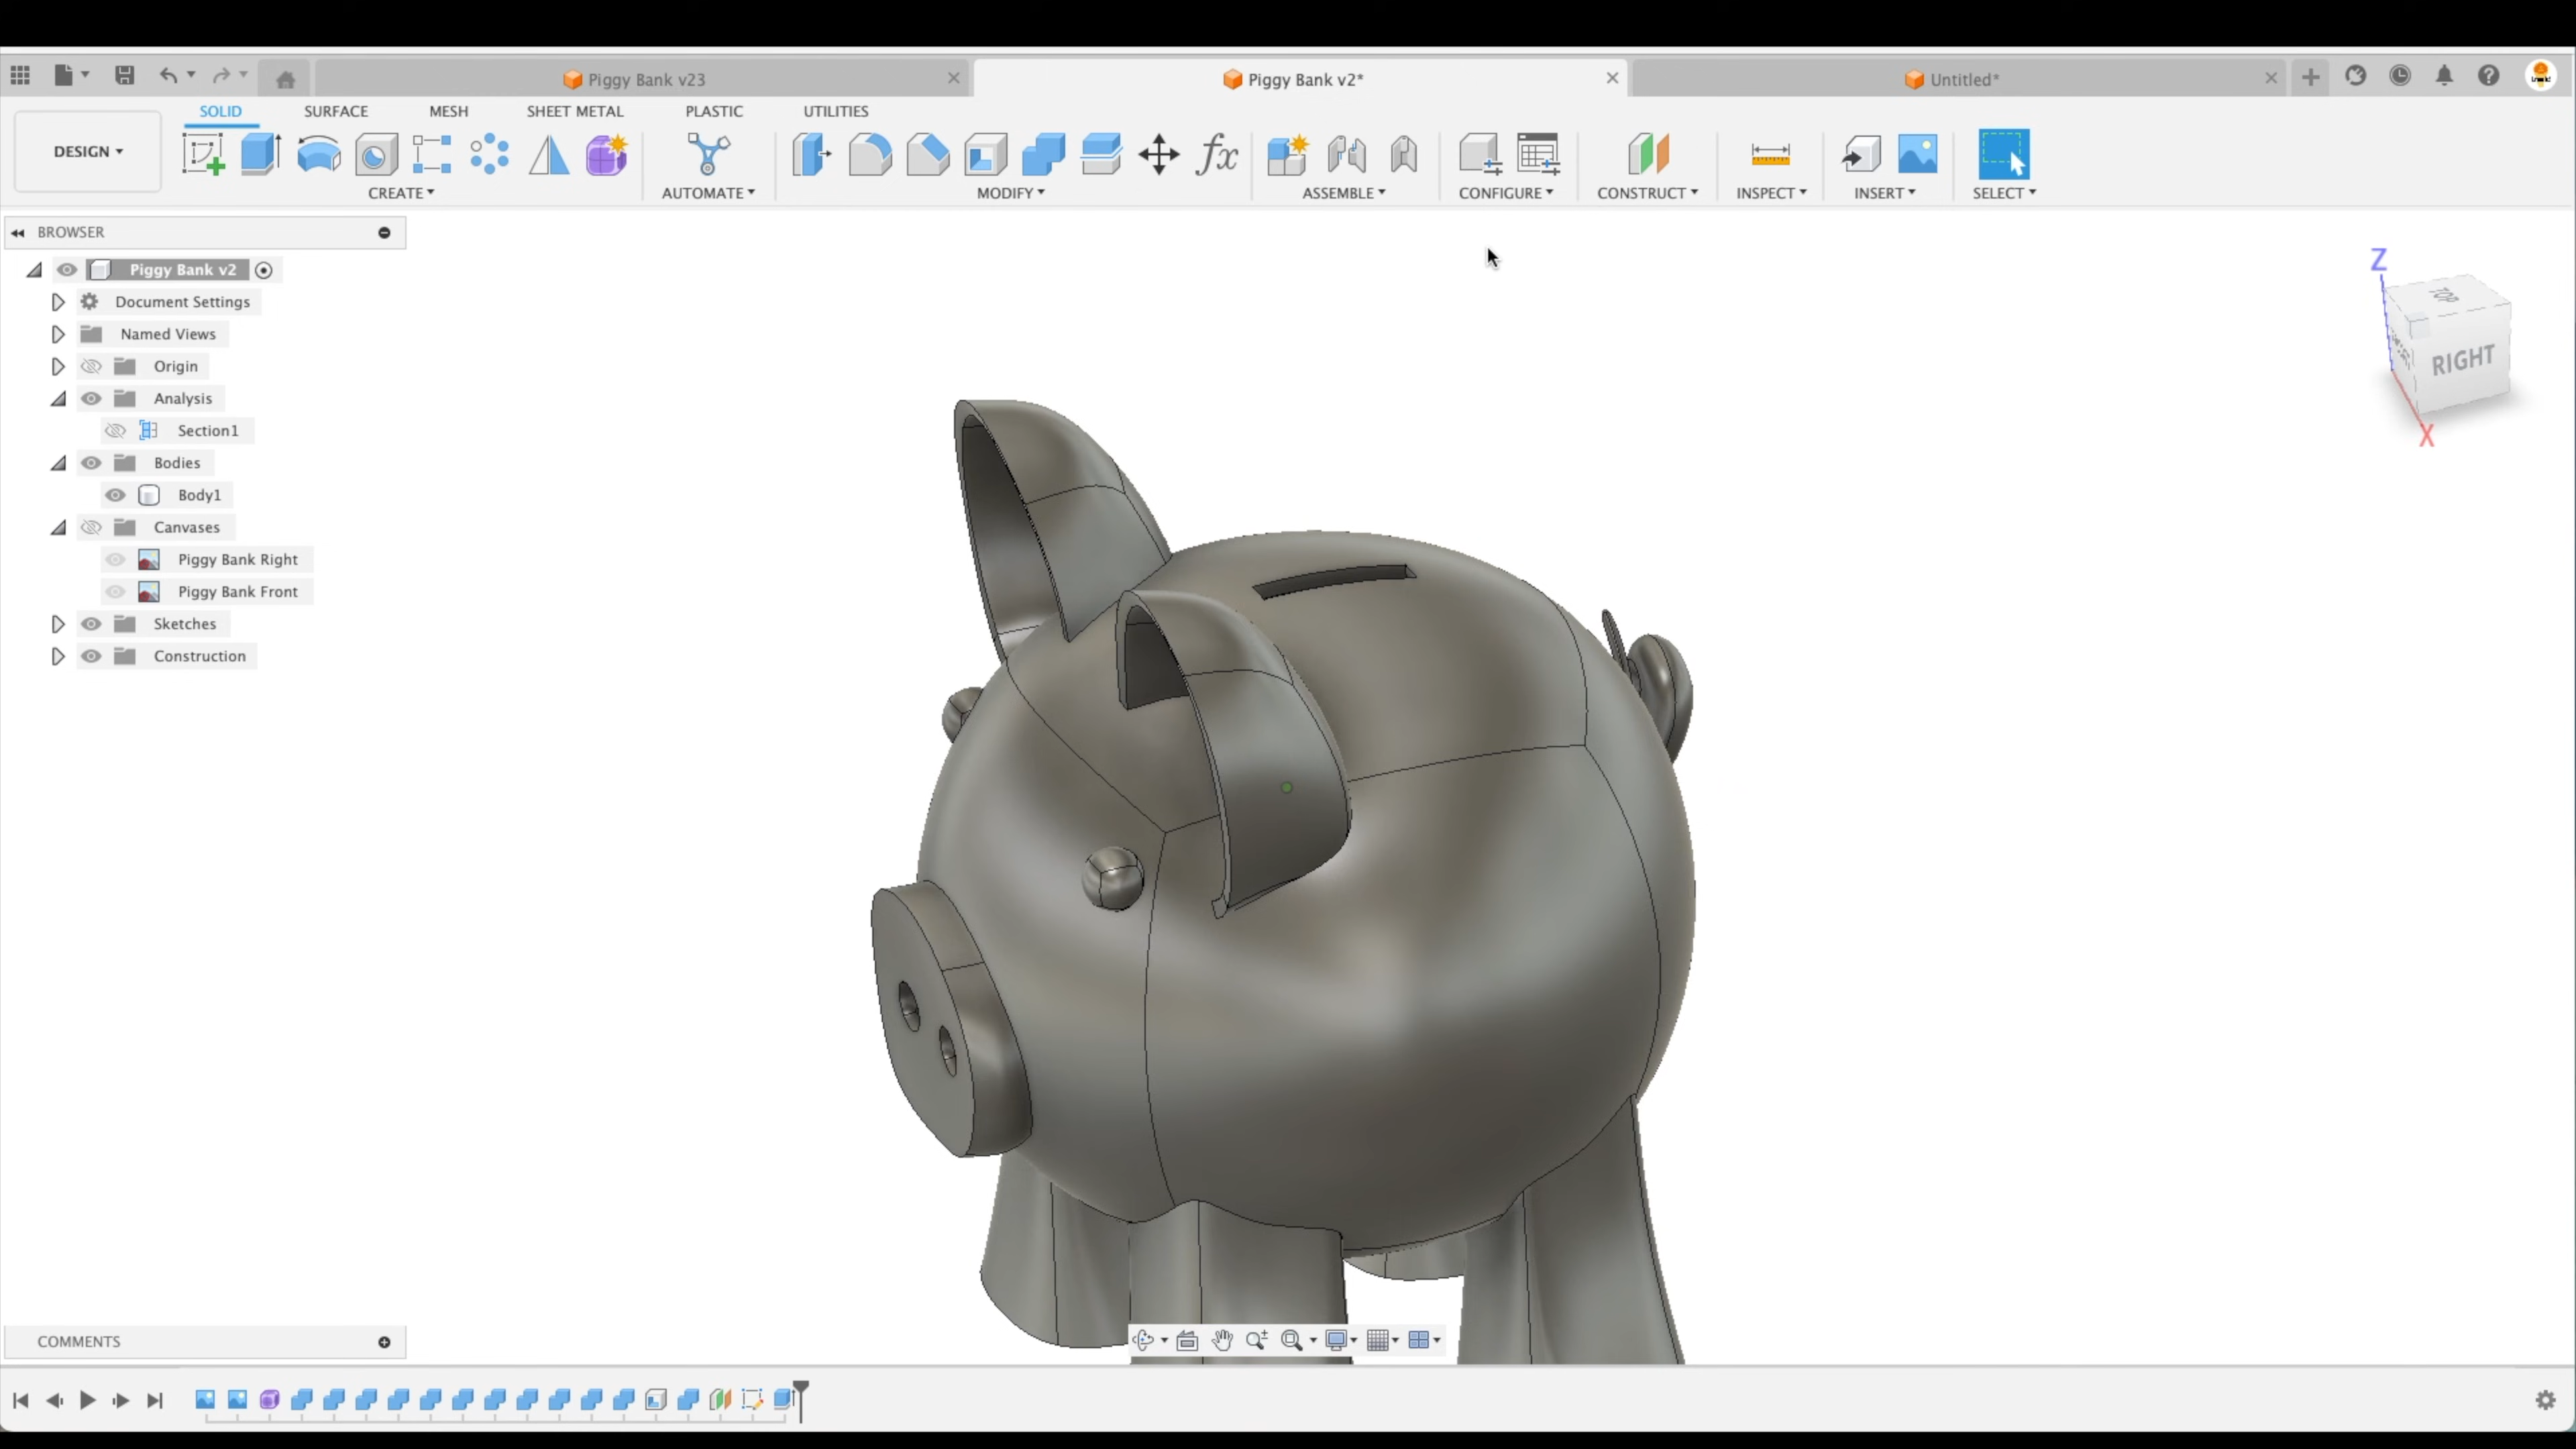 Piggy Bank v23
Piggy Bank v2*
Untitled*
SOLID
SURFACE
MESH
SHEET METAL
PLASTIC
UTILITIES
DESIGN
fx
CREATE
AUTOMATE
MODIFY
ASSEMBLE
CONFIGURE
CONSTRUCT
INSPECT
INSERT
SELECT
BROWSER
Piggy Bank v2
Document Settings
Named Views
Origin
Analysis
Section1
Bodies
Body1
Canvases
Piggy Bank Right
Piggy Bank Front
Sketches
Construction
Z
TOP
RIGHT
X
COMMENTS